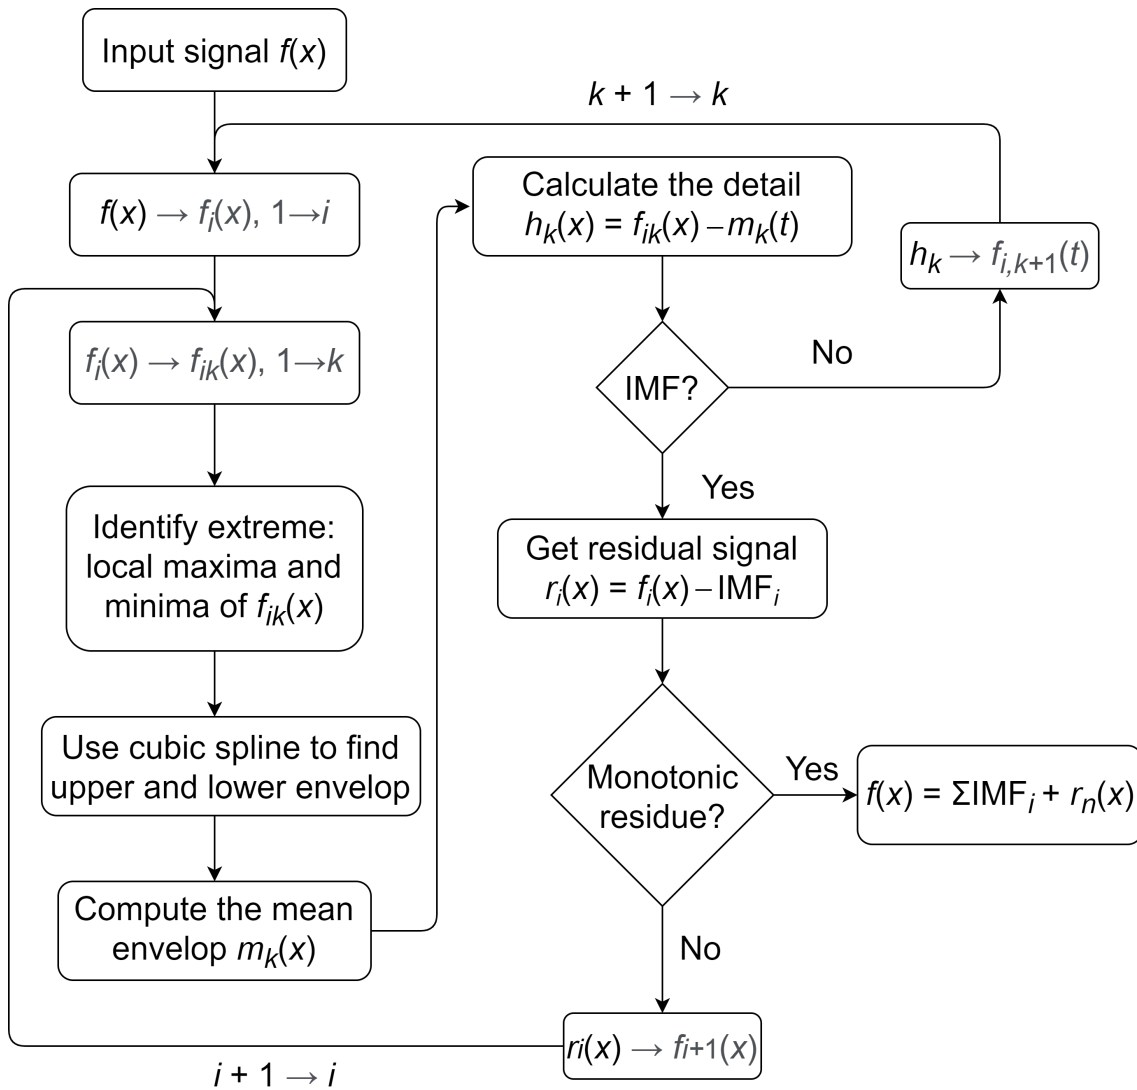 Input signal f(x)
k + 1 → k
f(x) → fᵢ(x), 1→i
fᵢ(x) → fᵢₖ(x), 1→k
Identify extreme:
local maxima and
minima of fᵢₖ(x)
Use cubic spline to find
upper and lower envelop
Compute the mean
envelop mₖ(x)
Calculate the detail
hₖ(x) = fᵢₖ(x) – mₖ(t)
IMF?
No
hₖ → fᵢ,ₖ₊₁(t)
Yes
Get residual signal
rᵢ(x) = fᵢ(x) – IMFᵢ
Monotonic
residue?
Yes
f(x) = ΣIMFᵢ + rₙ(x)
No
ri(x) → fi+1(x)
i + 1 → i